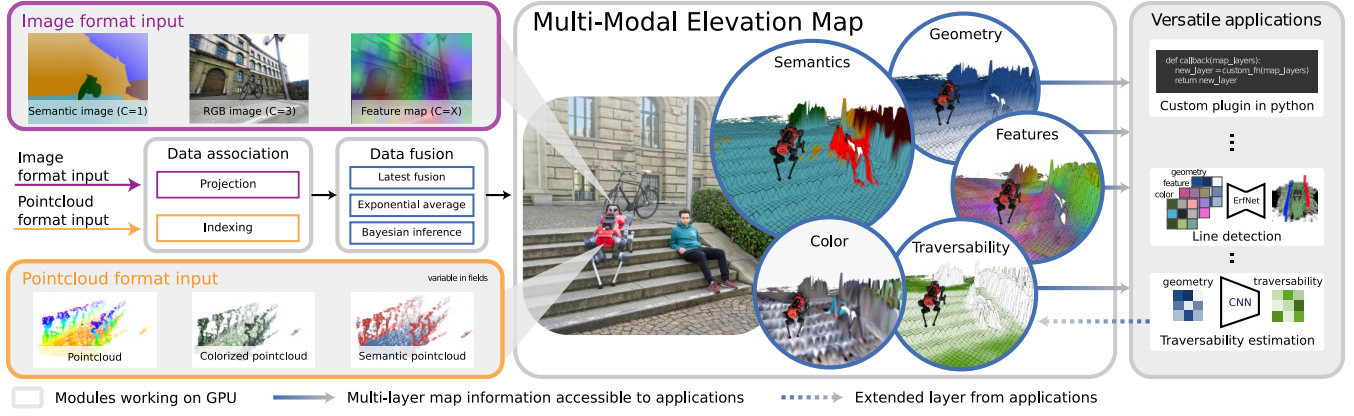 Image format input
Semantic image (C=1)
RGB image (C=3)
Feature map (C=X)
Image
format input
Pointcloud
format input
Data association
Projection
Indexing
Data fusion
Latest fusion
Exponential average
Bayesian inference
Pointcloud format input
variable in fields
Pointcloud
Colorized pointcloud
Semantic pointcloud
Multi-Modal Elevation Map
Semantics
Geometry
Features
Color
Traversability
Versatile applications
def callback(map_layers):
new_layer = custom_fn(map_layers)
return new_layer
Custom plugin in python
geometry
feature
color
ErfNet
Line detection
geometry
traversability
CNN
Traversability estimation
Modules working on GPU
Multi-layer map information accessible to applications
Extended layer from applications